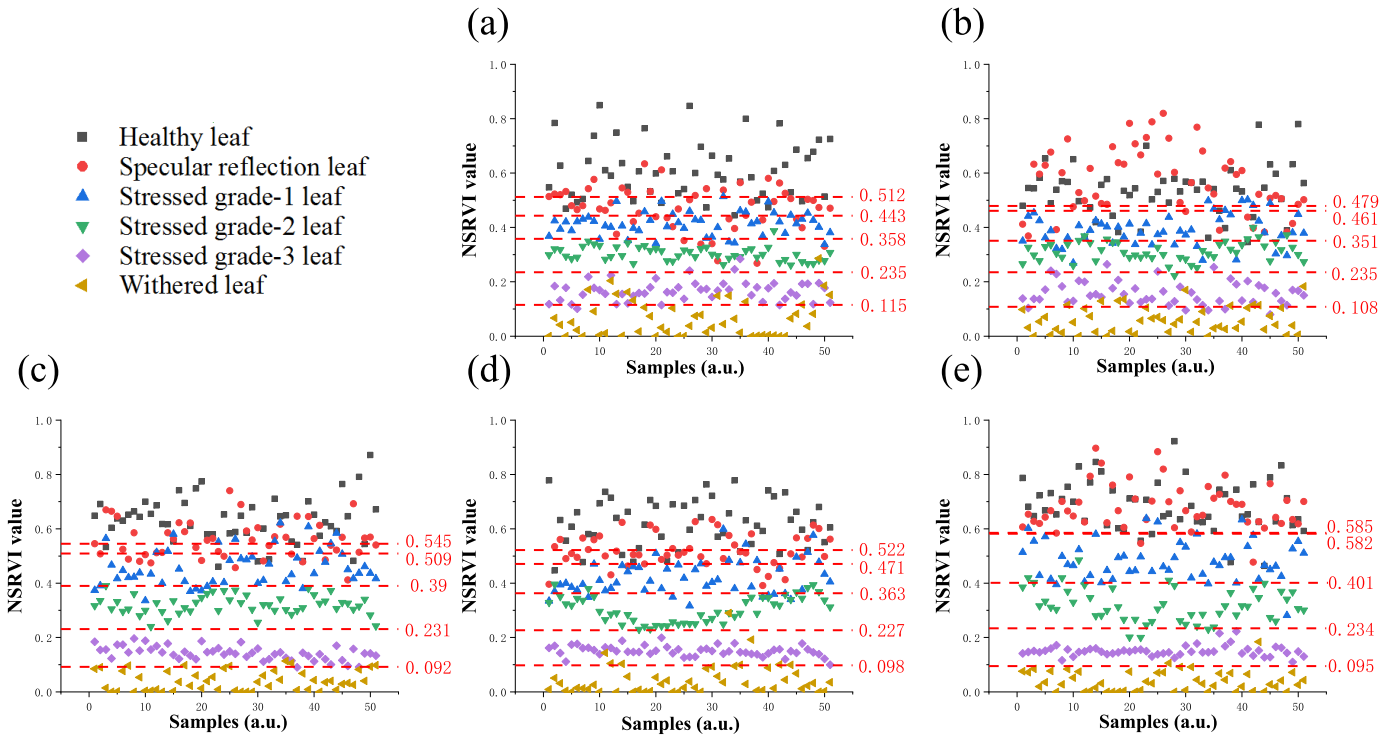 (a)
(b)
Healthy leaf
Specular reflection leaf
Stressed grade-1 leaf
Stressed grade-2 leaf
Stressed grade-3 leaf
Withered leaf
NSRVI value
1. 0
0. 8
0. 6
0. 4
0. 2
0. 0
0 10 20 30 40 50
Samples (a.u.)
0. 512
0. 443
0. 358
0. 235
0. 115
NSRVI value
1. 0
0. 8
0. 6
0. 4
0. 2
0. 0
0 10 20 30 40 50
Samples (a.u.)
0. 479
0. 461
0. 351
0. 235
0. 108
(c)
(d)
(e)
NSRVI value
1. 0
0. 8
0. 6
0. 4
0. 2
0. 0
0 10 20 30 40 50
Samples (a.u.)
0. 545
0. 509
0. 39
0. 231
0. 092
NSRVI value
1. 0
0. 8
0. 6
0. 4
0. 2
0. 0
0 10 20 30 40 50
Samples (a.u.)
0. 522
0. 471
0. 363
0. 227
0. 098
NSRVI value
1. 0
0. 8
0. 6
0. 4
0. 2
0. 0
0 10 20 30 40 50
Samples (a.u.)
0. 585
0. 582
0. 401
0. 234
0. 095